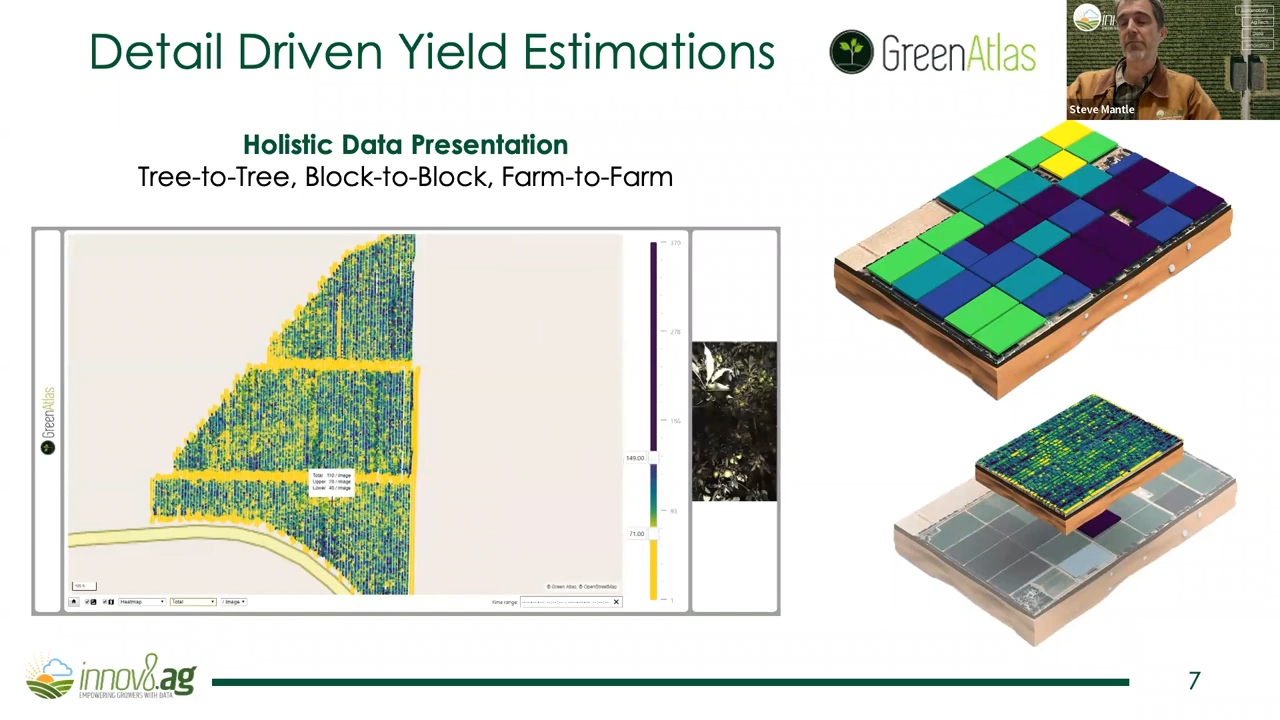 Detail Driven Yield Estimations
GreenAtlas
Steve Mantle
Holistic Data Presentation
Tree-to-Tree, Block-to-Block, Farm-to-Farm
GreenAtlas
149.00
71.00
Total 110 / image
Upper 70 / image
Lower 40 / image
© Green Atlas, © OpenStreetMap
Heatmap
Total
/ image
time range:
innov8.ag
EMPOWERING GROWERS WITH DATA
7